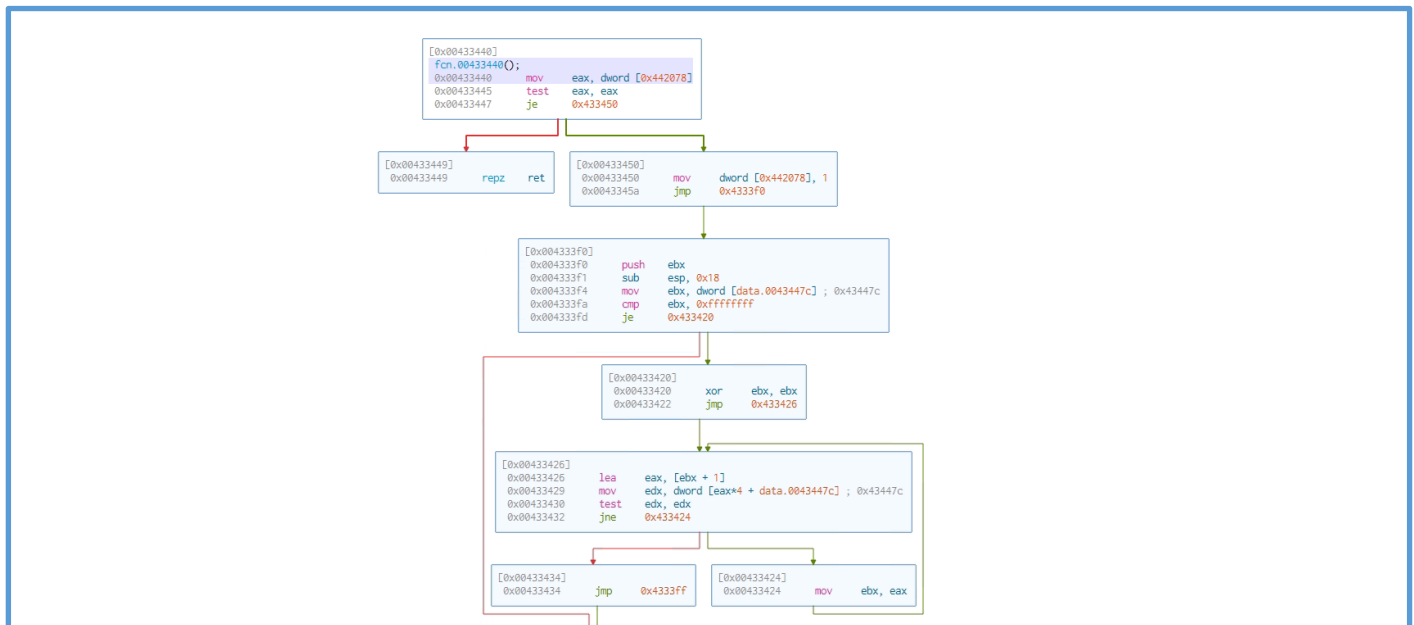 [0x00433440]
fcn.00433440();
0x00433440 mov eax, dword [0x442078]
0x00433445 test eax, eax
0x00433447 je 0x433450
[0x00433449]
0x00433449 repz ret
[0x00433450]
0x00433450 mov dword [0x442078], 1
0x0043345a jmp 0x4333f0
[0x004333f0]
0x004333f0 push ebx
0x004333f1 sub esp, 0x18
0x004333f4 mov ebx, dword [data.0043447c] ; 0x43447c
0x004333fa cmp ebx, 0xffffffff
0x004333fd je 0x433420
[0x00433420]
0x00433420 xor ebx, ebx
0x00433422 jmp 0x433426
[0x00433426]
0x00433426 lea eax, [ebx + 1]
0x00433429 mov edx, dword [eax*4 + data.0043447c] ; 0x43447c
0x00433430 test edx, edx
0x00433432 jne 0x433424
[0x00433434]
0x00433434 jmp 0x4333ff
[0x00433424]
0x00433424 mov ebx, eax